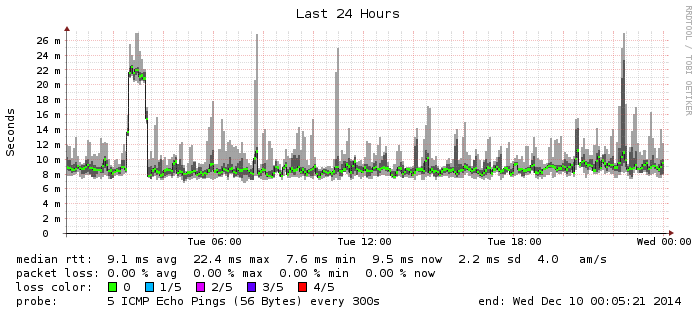 Last 24 Hours
RRDTOOL / TOBI OETIKER
Seconds
26 m
24 m
22 m
20 m
18 m
16 m
14 m
12 m
10 m
8 m
6 m
4 m
2 m
0
Tue 06:00 Tue 12:00 Tue 18:00 Wed 00:00
median rtt: 9.1 ms avg 22.4 ms max 7.6 ms min 9.5 ms now 2.2 ms sd 4.0 am/s
packet loss: 0.00 % avg 0.00 % max 0.00 % min 0.00 % now
loss color: 0 1/5 2/5 3/5 4/5
probe: 5 ICMP Echo Pings (56 Bytes) every 300s end: Wed Dec 10 00:05:21 2014